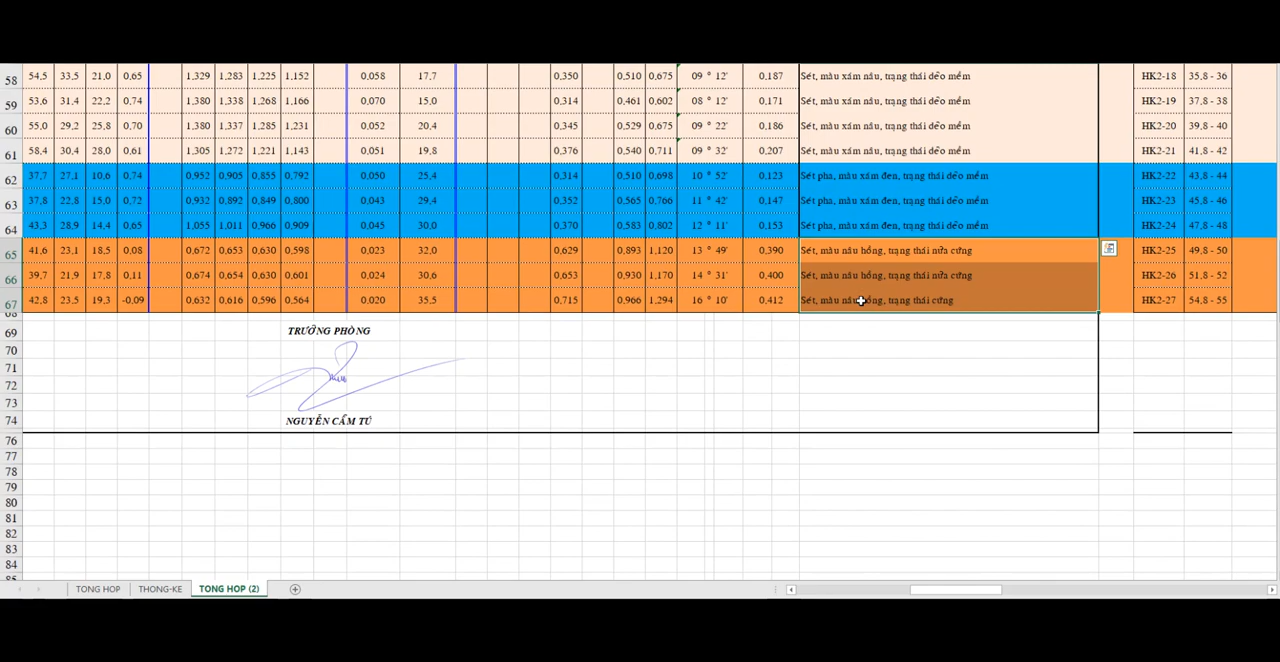 58 54,5 33,5 21,0 0,65 1,329 1,283 1,225 1,152 0,058 17,7 0,350 0,510 0,675 09 ° 12' 0,187 Sét, màu xám nâu, trạng thái dẻo mềm HK2-18 35,8 - 36
59 53,6 31,4 22,2 0,74 1,380 1,338 1,268 1,166 0,070 15,0 0,314 0,461 0,602 08 ° 12' 0,171 Sét, màu xám nâu, trạng thái dẻo mềm HK2-19 37,8 - 38
60 55,0 29,2 25,8 0,70 1,380 1,337 1,285 1,231 0,052 20,4 0,345 0,529 0,675 09 ° 22' 0,186 Sét, màu xám nâu, trạng thái dẻo mềm HK2-20 39,8 - 40
61 58,4 30,4 28,0 0,61 1,305 1,272 1,221 1,143 0,051 19,8 0,376 0,540 0,711 09 ° 32' 0,207 Sét, màu xám nâu, trạng thái dẻo mềm HK2-21 41,8 - 42
62 37,7 27,1 10,6 0,74 0,952 0,905 0,855 0,792 0,050 25,4 0,314 0,510 0,698 10 ° 52' 0,123 Sét pha, màu xám đen, trạng thái dẻo mềm HK2-22 43,8 - 44
63 37,8 22,8 15,0 0,72 0,932 0,892 0,849 0,800 0,043 29,4 0,352 0,565 0,766 11 ° 42' 0,147 Sét pha, màu xám đen, trạng thái dẻo mềm HK2-23 45,8 - 46
64 43,3 28,9 14,4 0,65 1,055 1,011 0,966 0,909 0,045 30,0 0,370 0,583 0,802 12 ° 11' 0,153 Sét pha, màu xám đen, trạng thái dẻo mềm HK2-24 47,8 - 48
65 41,6 23,1 18,5 0,08 0,672 0,653 0,630 0,598 0,023 32,0 0,629 0,893 1,120 13 ° 49' 0,390 Sét, màu nâu hồng, trạng thái nửa cứng HK2-25 49,8 - 50
66 39,7 21,9 17,8 0,11 0,674 0,654 0,630 0,601 0,024 30,6 0,653 0,930 1,170 14 ° 31' 0,400 Sét, màu nâu hồng, trạng thái nửa cứng HK2-26 51,8 - 52
67 42,8 23,5 19,3 -0,09 0,632 0,616 0,596 0,564 0,020 35,5 0,715 0,966 1,294 16 ° 10' 0,412 Sét, màu nâu hồng, trạng thái cứng HK2-27 54,8 - 55
68
69 TRƯỞNG PHÒNG
70
71
72
73
74 NGUYỄN CẨM TÚ
76
77
78
79
80
81
82
83
84
85
TONG HOP THONG-KE TONG HOP (2)